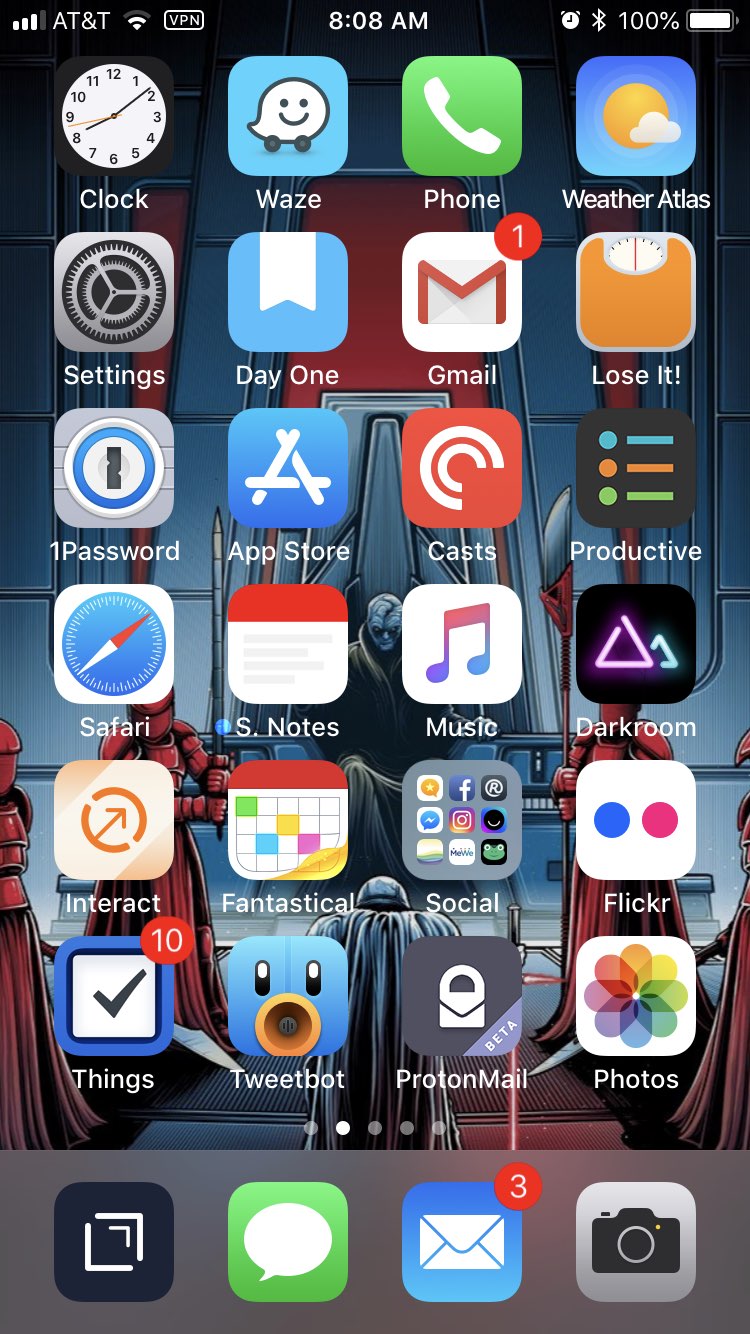 AT&T VPN 8:08 AM 100%
12
11 1
10 2
9 3
8 4
7 5
6
Clock Waze Phone Weather Atlas
1
Settings Day One Gmail Lose It!
1Password App Store Casts Productive
Safari S. Notes Music Darkroom
MeWe
Interact Fantastical Social Flickr
10
BETA
Things Tweetbot ProtonMail Photos
3